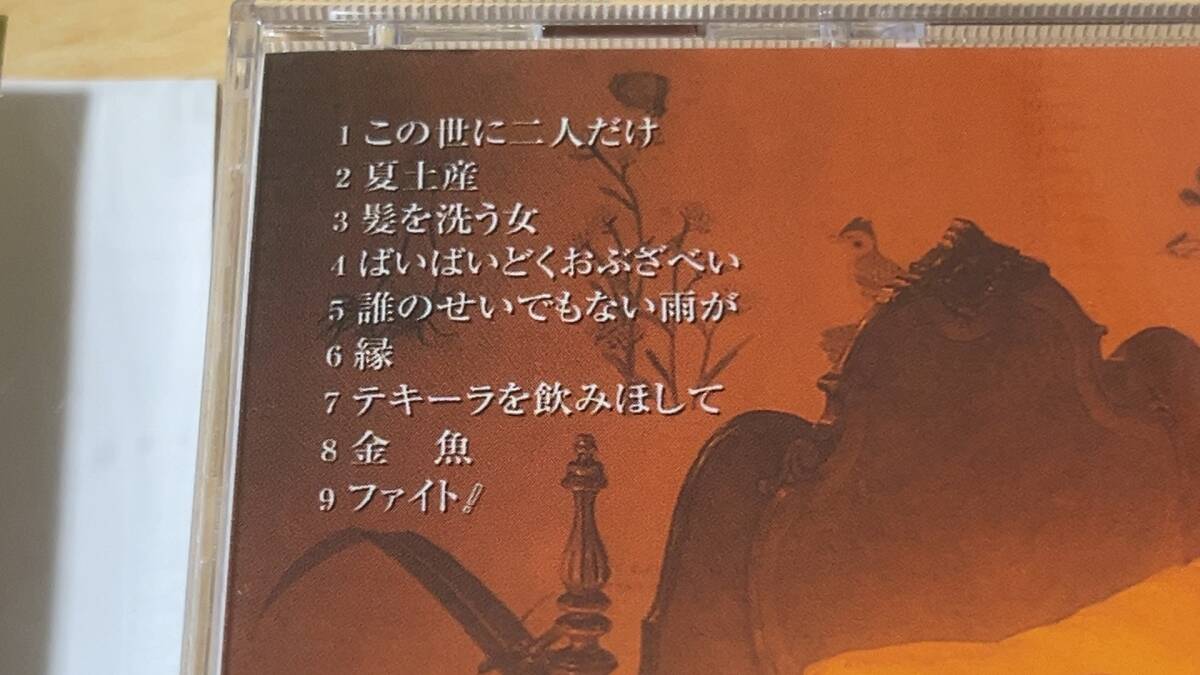 1 この世に二人だけ
2 夏土産
3 髪を洗う女
4 ばいばいどくおぶざべい
5 誰のせいでもない雨が
6 縁
7 テキーラを飲みほして
8 金 魚
9 ファイト!